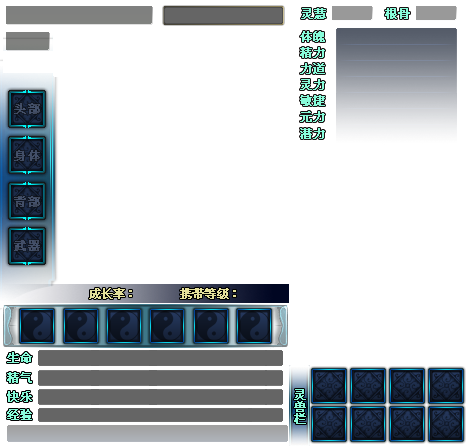 灵慧 根骨
体魄
精力
力道
灵力
敏捷
元力
潜力
头部
身体
背部
武器
成长率： 携带等级：
生命
精气
快乐
经验
灵兽栏